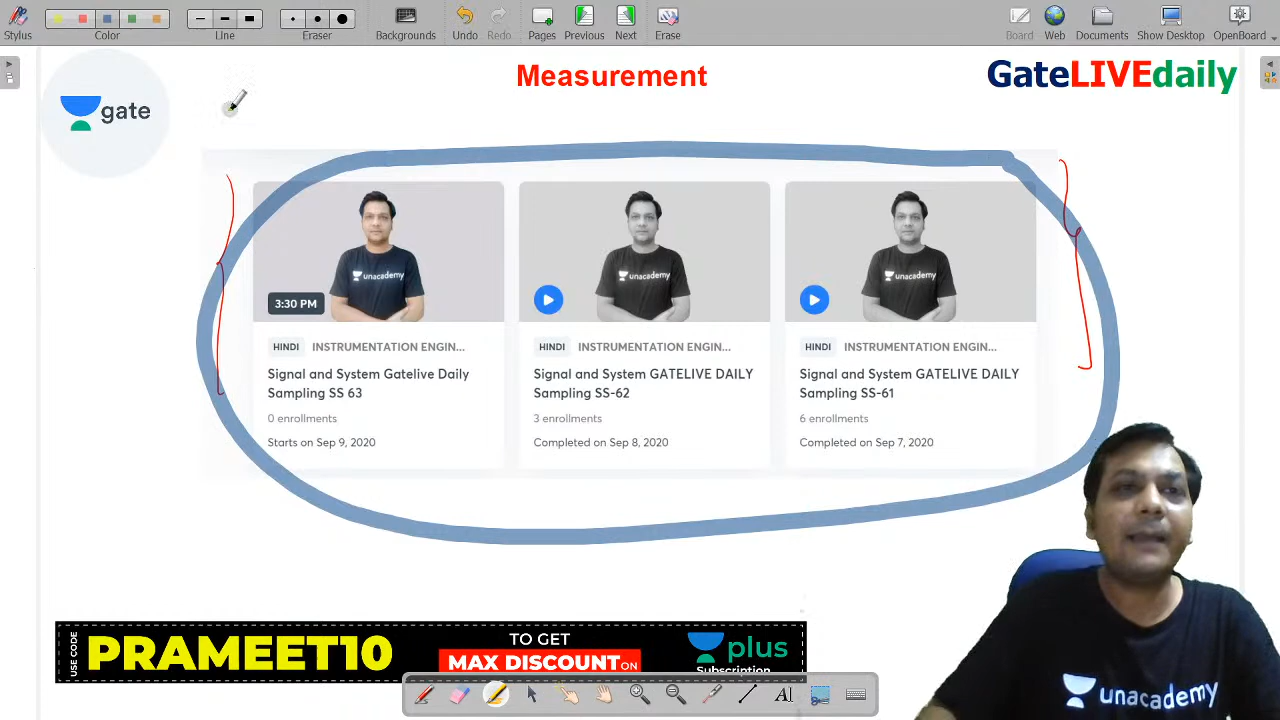 Stylus
Color
Line
Eraser
Backgrounds
Undo
Redo
Pages
Previous
Next
Erase
Board
Web
Documents
Show Desktop
OpenBoard
gate
Measurement
GateLIVEdaily
unacademy
unacademy
unacademy
3:30 PM
HINDI INSTRUMENTATION ENGIN...
Signal and System Gatelive Daily
Sampling SS 63
0 enrollments
Starts on Sep 9, 2020
HINDI INSTRUMENTATION ENGIN...
Signal and System GATELIVE DAILY
Sampling SS-62
3 enrollments
Completed on Sep 8, 2020
HINDI INSTRUMENTATION ENGIN...
Signal and System GATELIVE DAILY
Sampling SS-61
6 enrollments
Completed on Sep 7, 2020
USE CODE
PRAMEET10
TO GET
MAX DISCOUNT ON
plus
Subscription
AI
unacademy